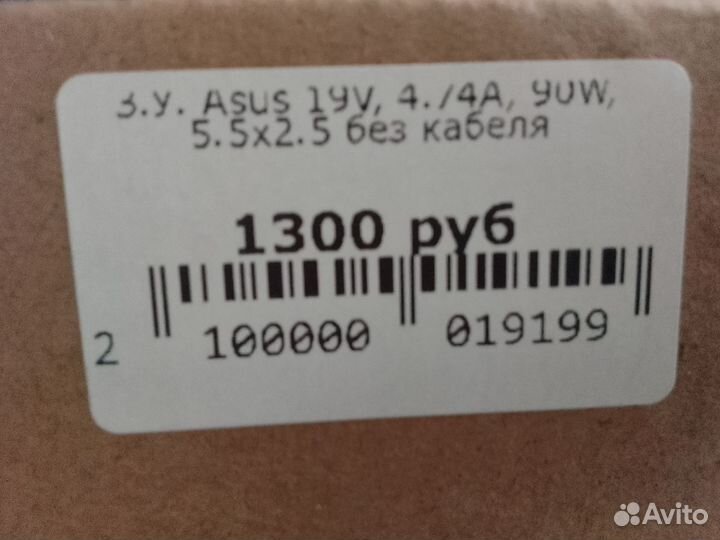 З.У. Asus 19V, 4.74A, 90W,
5.5x2.5 без кабеля
1300 руб
2 100000 019199
Avito